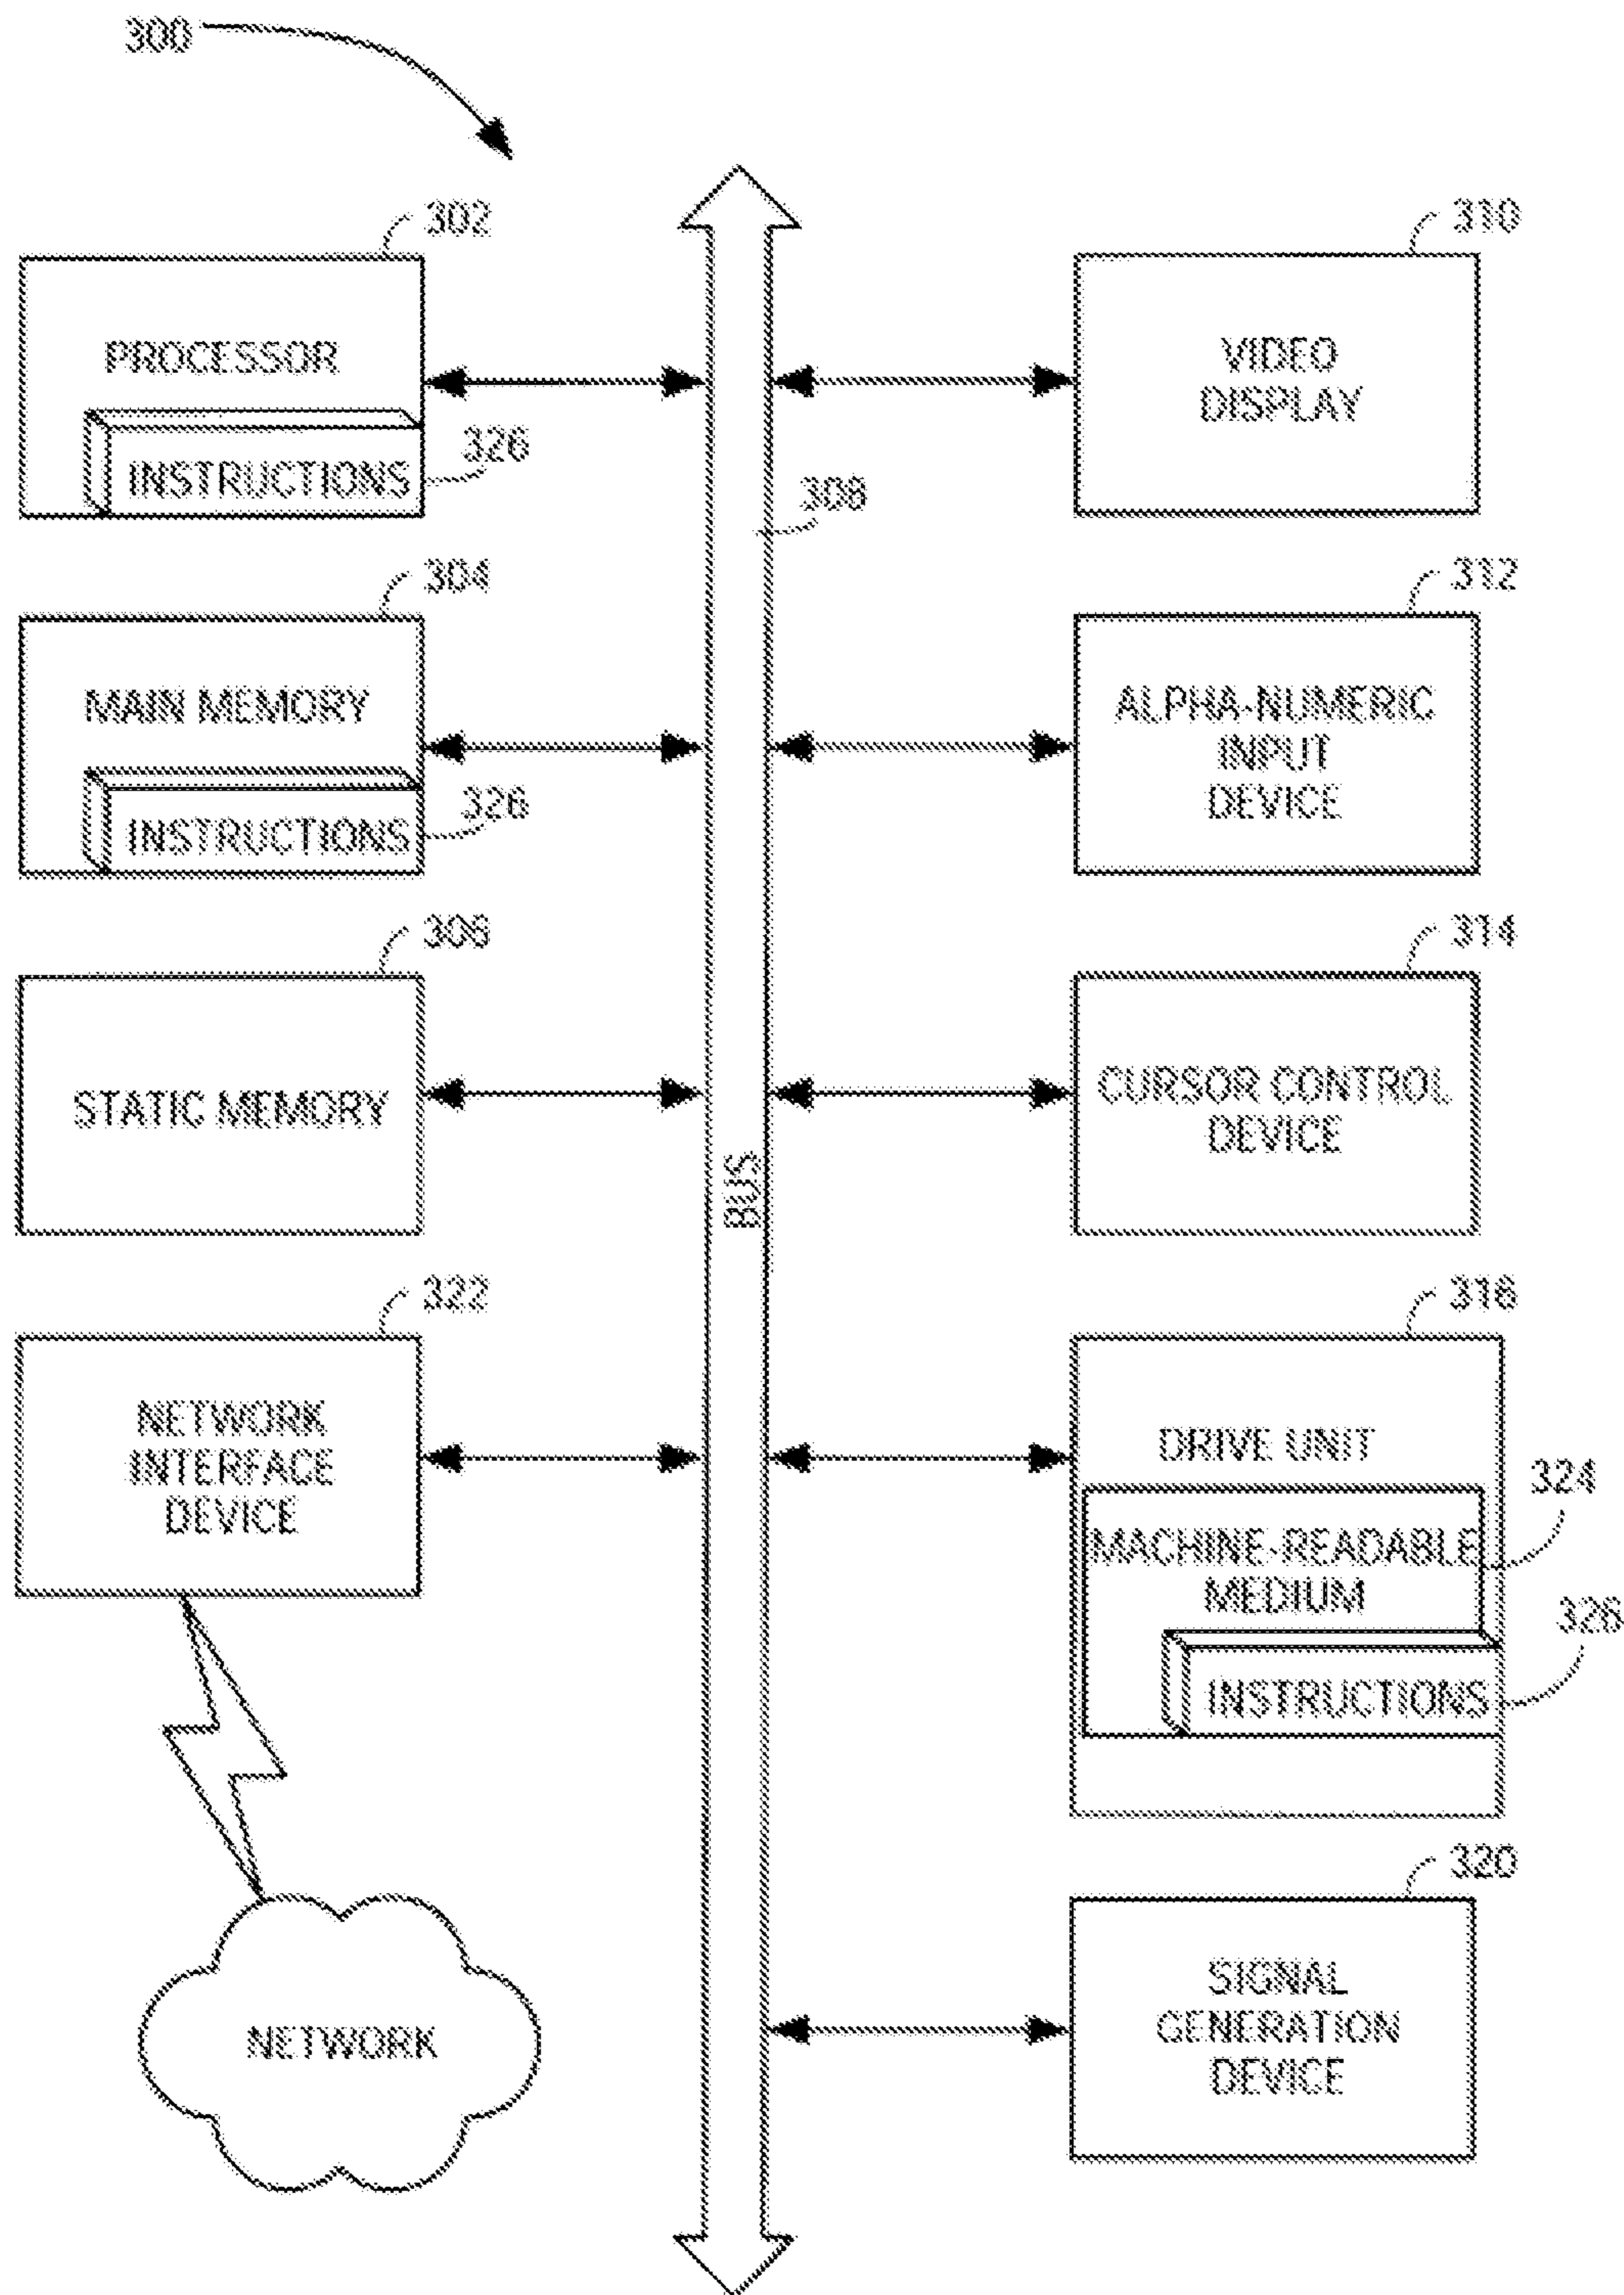 300
302
PROCESSOR
INSTRUCTIONS
326
304
MAIN MEMORY
INSTRUCTIONS
326
306
STATIC MEMORY
322
NETWORK
INTERFACE
DEVICE
NETWORK
308
BUS
310
VIDEO
DISPLAY
312
ALPHA-NUMERIC
INPUT
DEVICE
314
CURSOR CONTROL
DEVICE
316
DRIVE UNIT
324
MACHINE-READABLE
MEDIUM
326
INSTRUCTIONS
320
SIGNAL
GENERATION
DEVICE